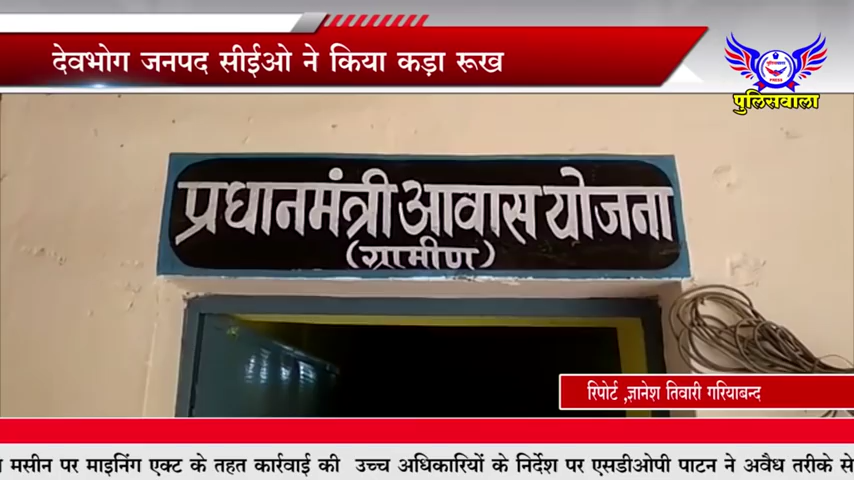 देवभोग जनपद सीईओ ने किया कड़ा रूख
PRESS
पुलिसवाला
प्रधानमंत्री आवास योजना
(ग्रामीण)
रिपोर्ट ,ज्ञानेश तिवारी गरियाबन्द
मसीन पर माइनिंग एक्ट के तहत कार्रवाई की उच्च अधिकारियों के निर्देश पर एसडीओपी पाटन ने अवैध तरीके से